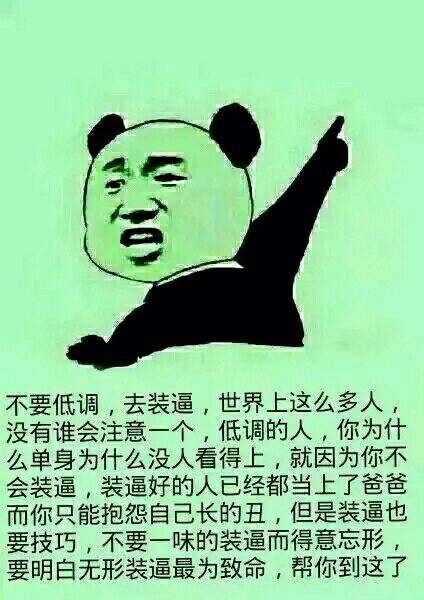 不要低调，去装逼，世界上这么多人，
没有谁会注意一个，低调的人，你为什
么单身为什么没人看得上，就因为你不
会装逼，装逼好的人已经都当上了爸爸
而你只能抱怨自己长的丑，但是装逼也
要技巧，不要一味的装逼而得意忘形，
要明白无形装逼最为致命，帮你到这了